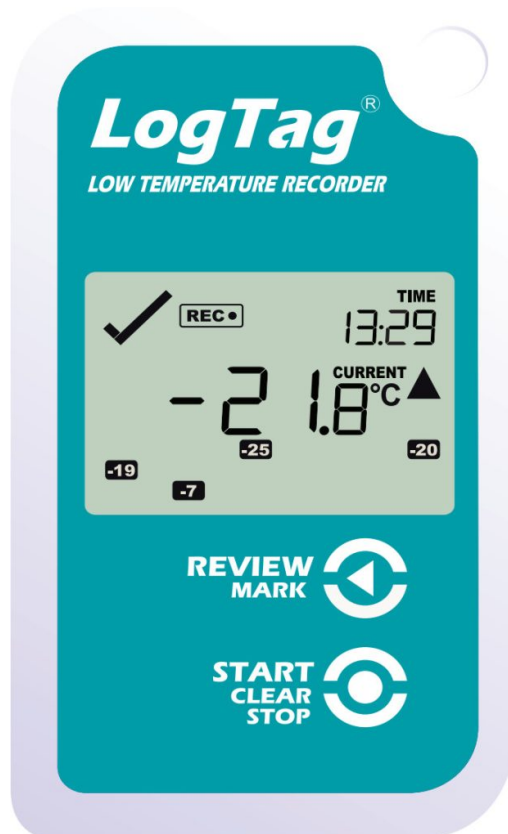 LogTag®
LOW TEMPERATURE RECORDER
TIME
REC
13:29
CURRENT
-21.8°C
-25
-20
-19
-7
REVIEW
MARK
START
CLEAR
STOP